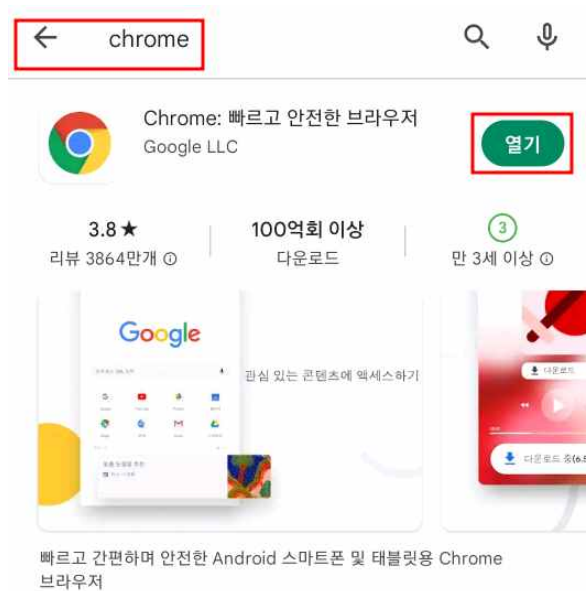 chrome
Chrome: 빠르고 안전한 브라우저
Google LLC
열기
3.8★
리뷰 3864만개
100억회 이상
다운로드
3
만 3세 이상
Google
관심 있는 콘텐츠에 액세스하기
다운로드
다운로드 중
빠르고 간편하며 안전한 Android 스마트폰 및 태블릿용 Chrome
브라우저